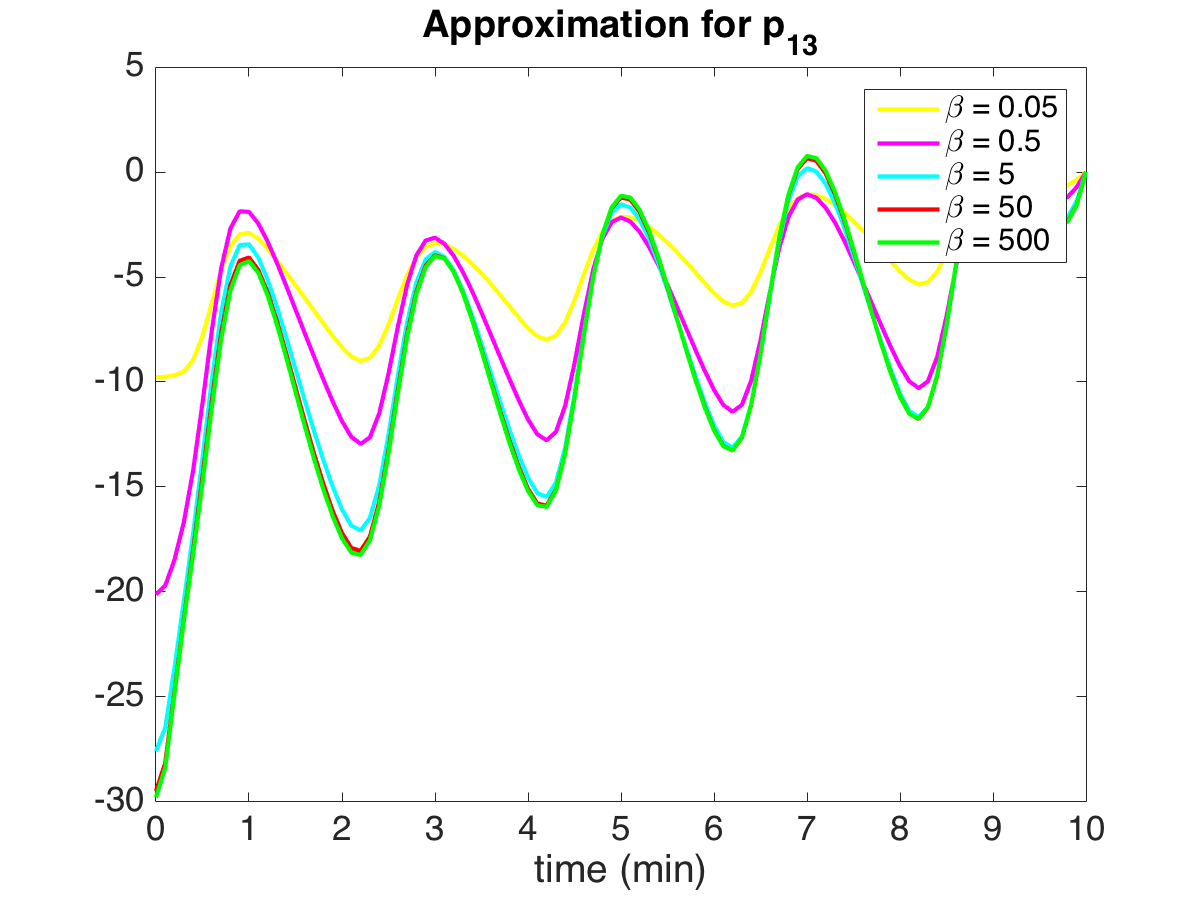 Approximation for p₁₃
5
0
-5
-10
-15
-20
-25
-30
β = 0.05
β = 0.5
β = 5
β = 50
β = 500
0 1 2 3 4 5 6 7 8 9 10
time (min)